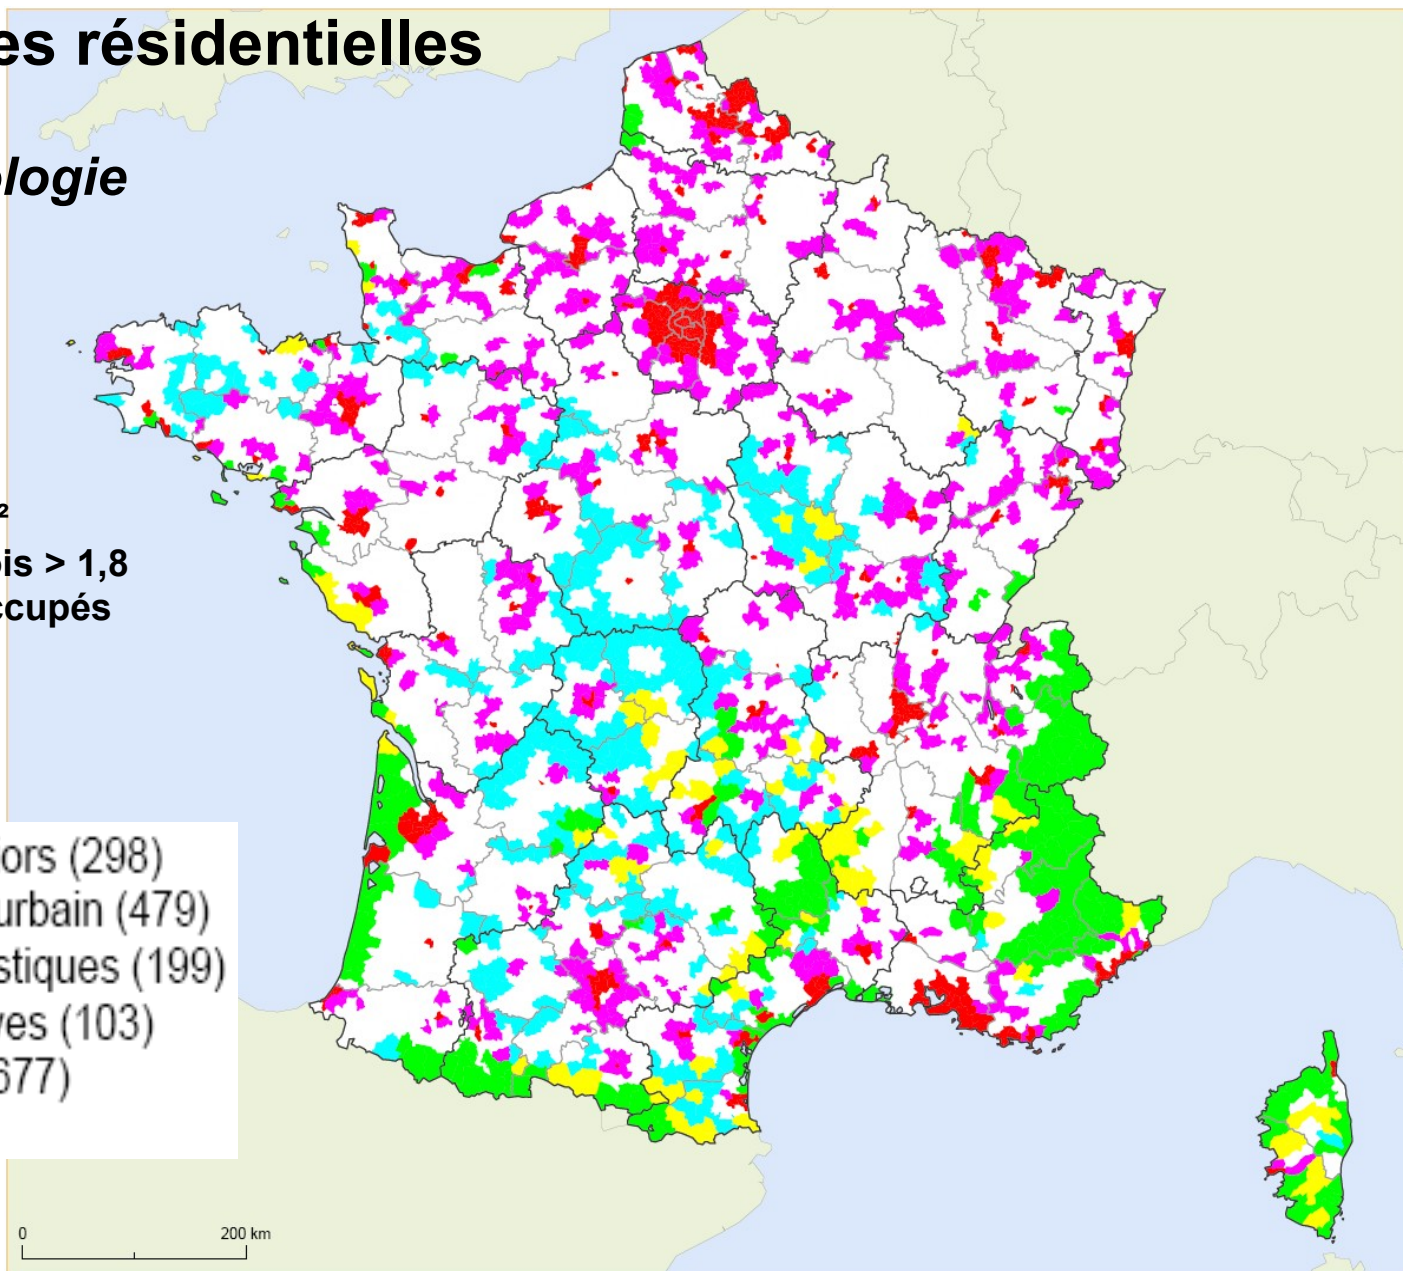 es résidentielles
ologie
²
is > 1,8
ccupés
ors (298)
urbain (479)
stiques (199)
ves (103)
677)
0 200 km